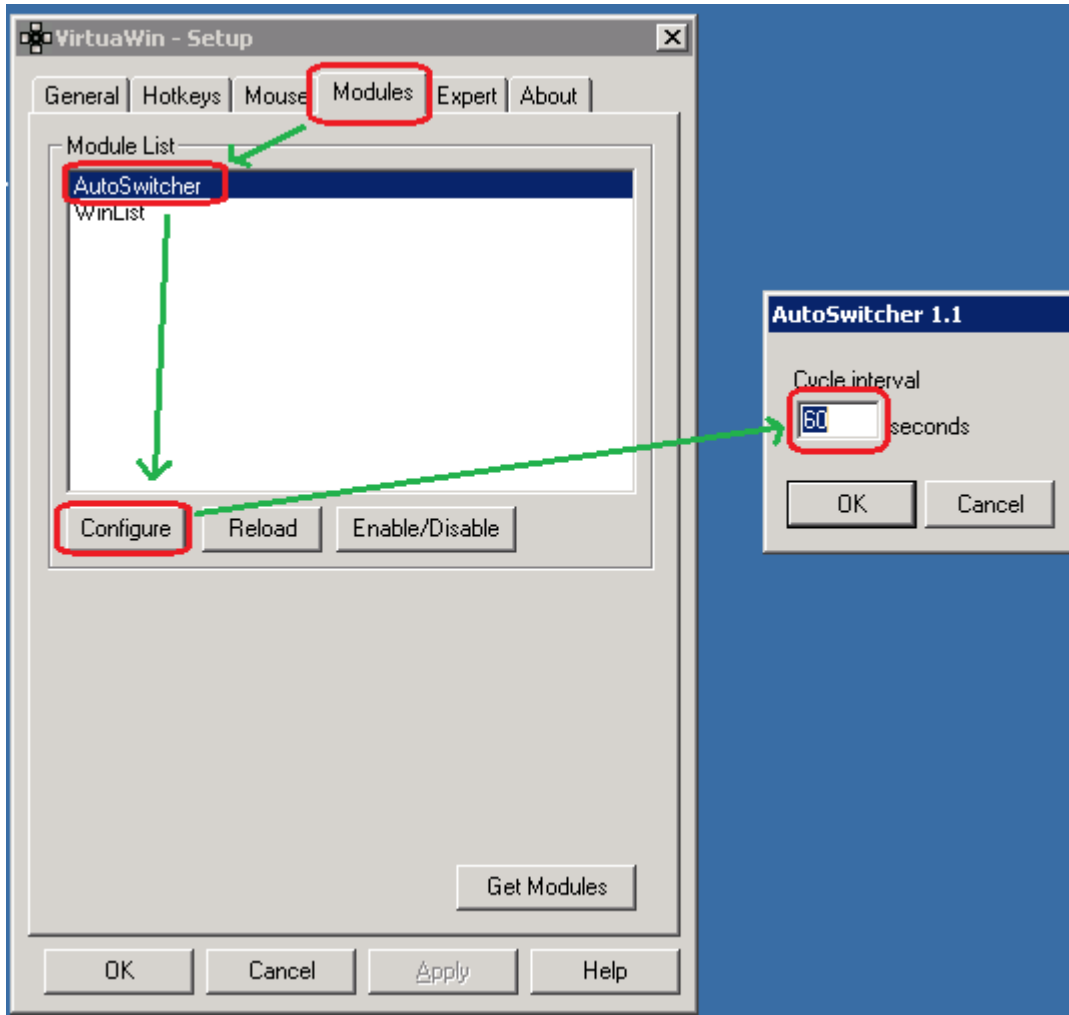 VirtuaWin - Setup
General Hotkeys Mouse Modules Expert About
Module List
AutoSwitcher
WinList
Configure Reload Enable/Disable
Get Modules
OK Cancel Apply Help
AutoSwitcher 1.1
Cycle interval
60 seconds
OK Cancel